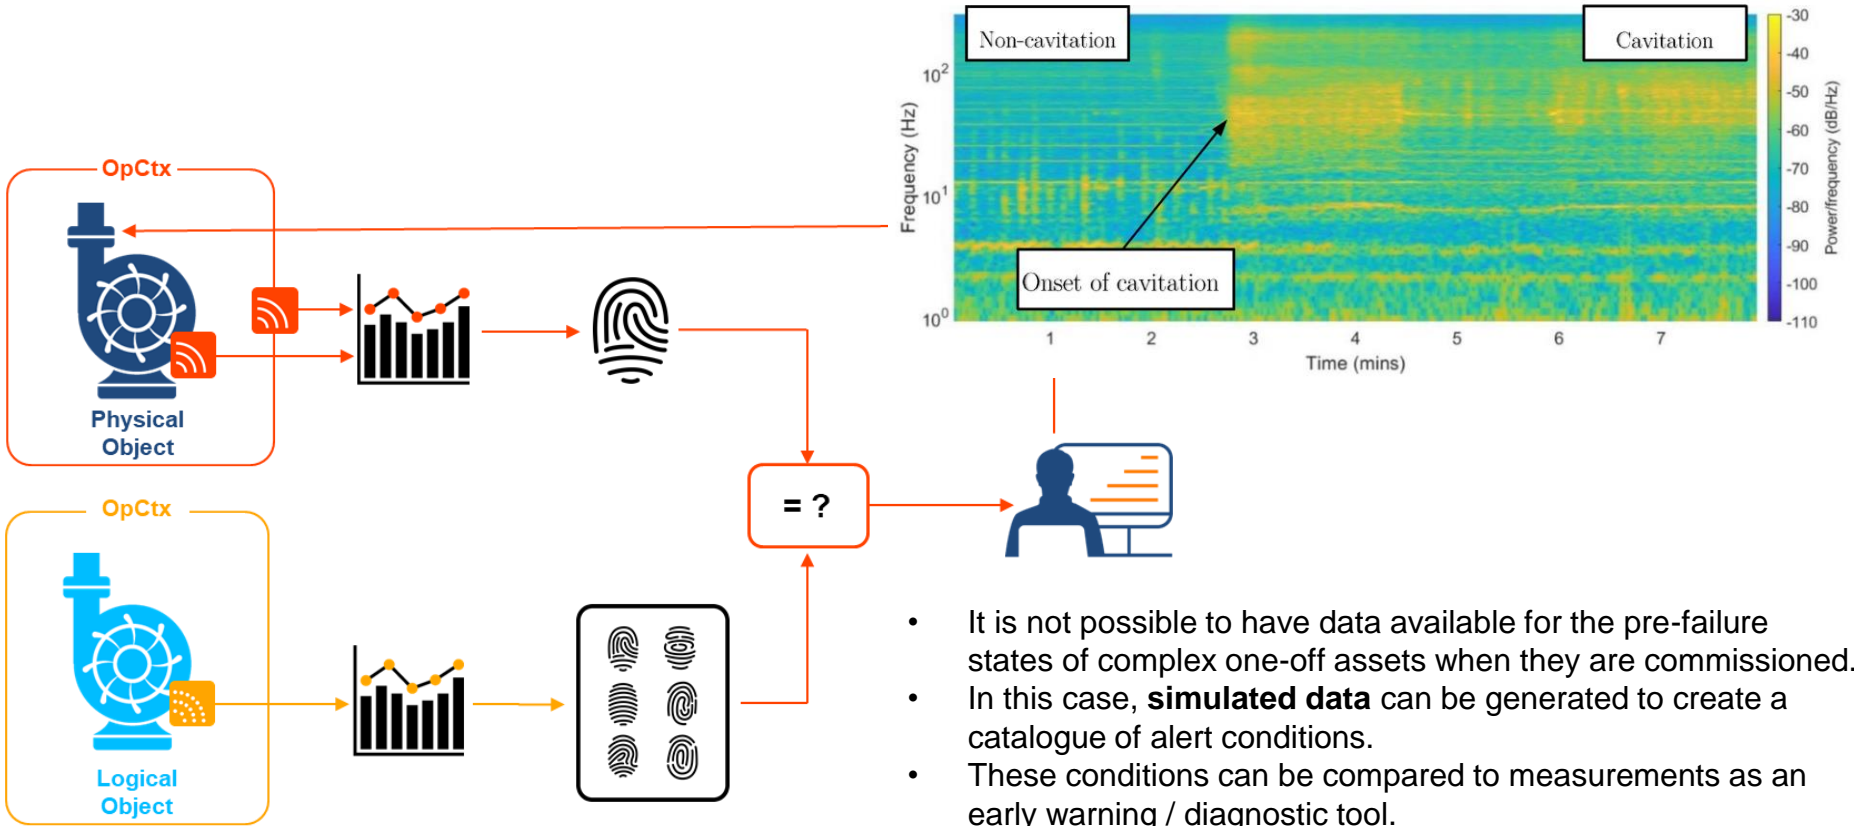 Non-cavitation
Cavitation
Onset of cavitation
10²
10¹
10⁰
Frequency (Hz)
1 2 3 4 5 6 7
Time (mins)
-30
-40
-50
-60
-70
-80
-90
-100
-110
Power/frequency (dB/Hz)
OpCtx
Physical
Object
= ?
OpCtx
Logical
Object
• It is not possible to have data available for the pre-failure
states of complex one-off assets when they are commissioned.
• In this case, simulated data can be generated to create a
catalogue of alert conditions.
• These conditions can be compared to measurements as an
early warning / diagnostic tool.